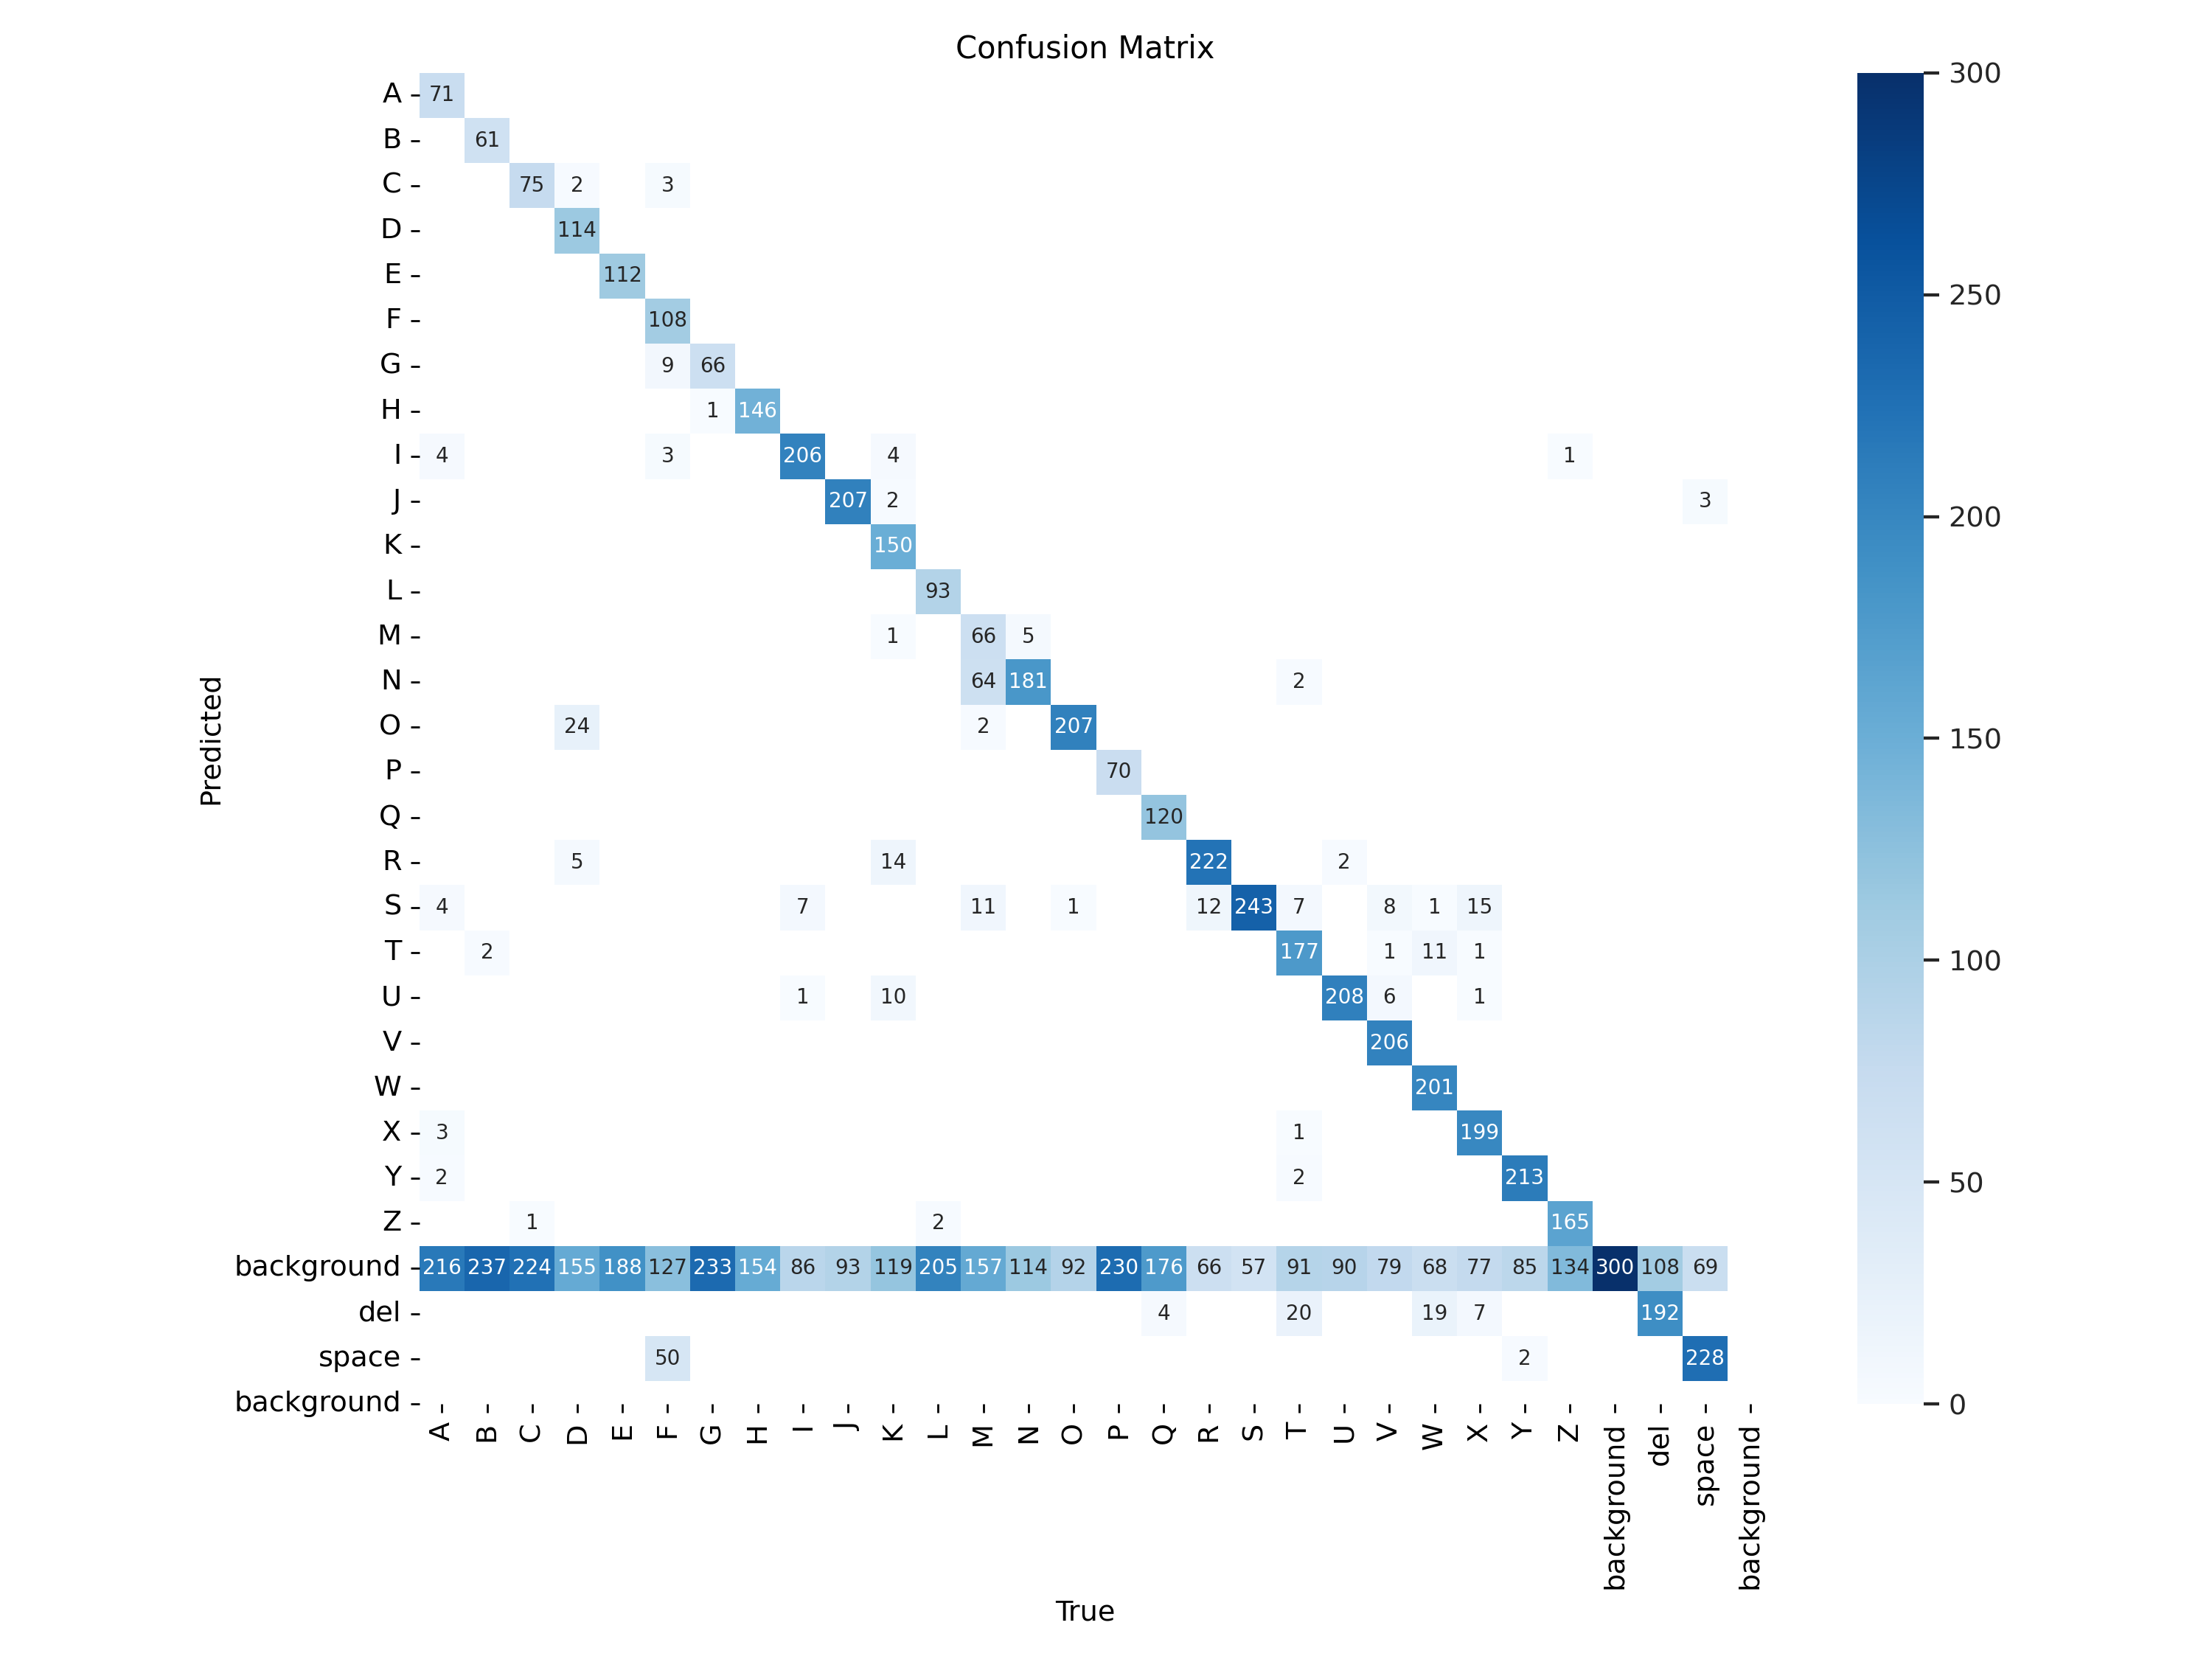 Confusion Matrix
A 71
B 61
C 75 2 3
D 114
E 112
F 108
G 9 66
H 1 146
I 4 3 206 4 1
J 207 2 3
K 150
L 93
M 1 66 5
N 64 181 2
O 24 2 207
P 70
Q 120
R 5 14 222 2
S 4 7 11 1 12 243 7 8 1 15
T 2 177 1 11 1
U 1 10 208 6 1
V 206
W 201
X 3 1 199
Y 2 2 213
Z 1 2 165
background 216 237 224 155 188 127 233 154 86 93 119 205 157 114 92 230 176 66 57 91 90 79 68 77 85 134 300 108 69
del 4 20 19 7 192
space 50 2 228
background
A B C D E F G H I J K L M N O P Q R S T U V W X Y Z background del space background
True
Predicted
300
250
200
150
100
50
0